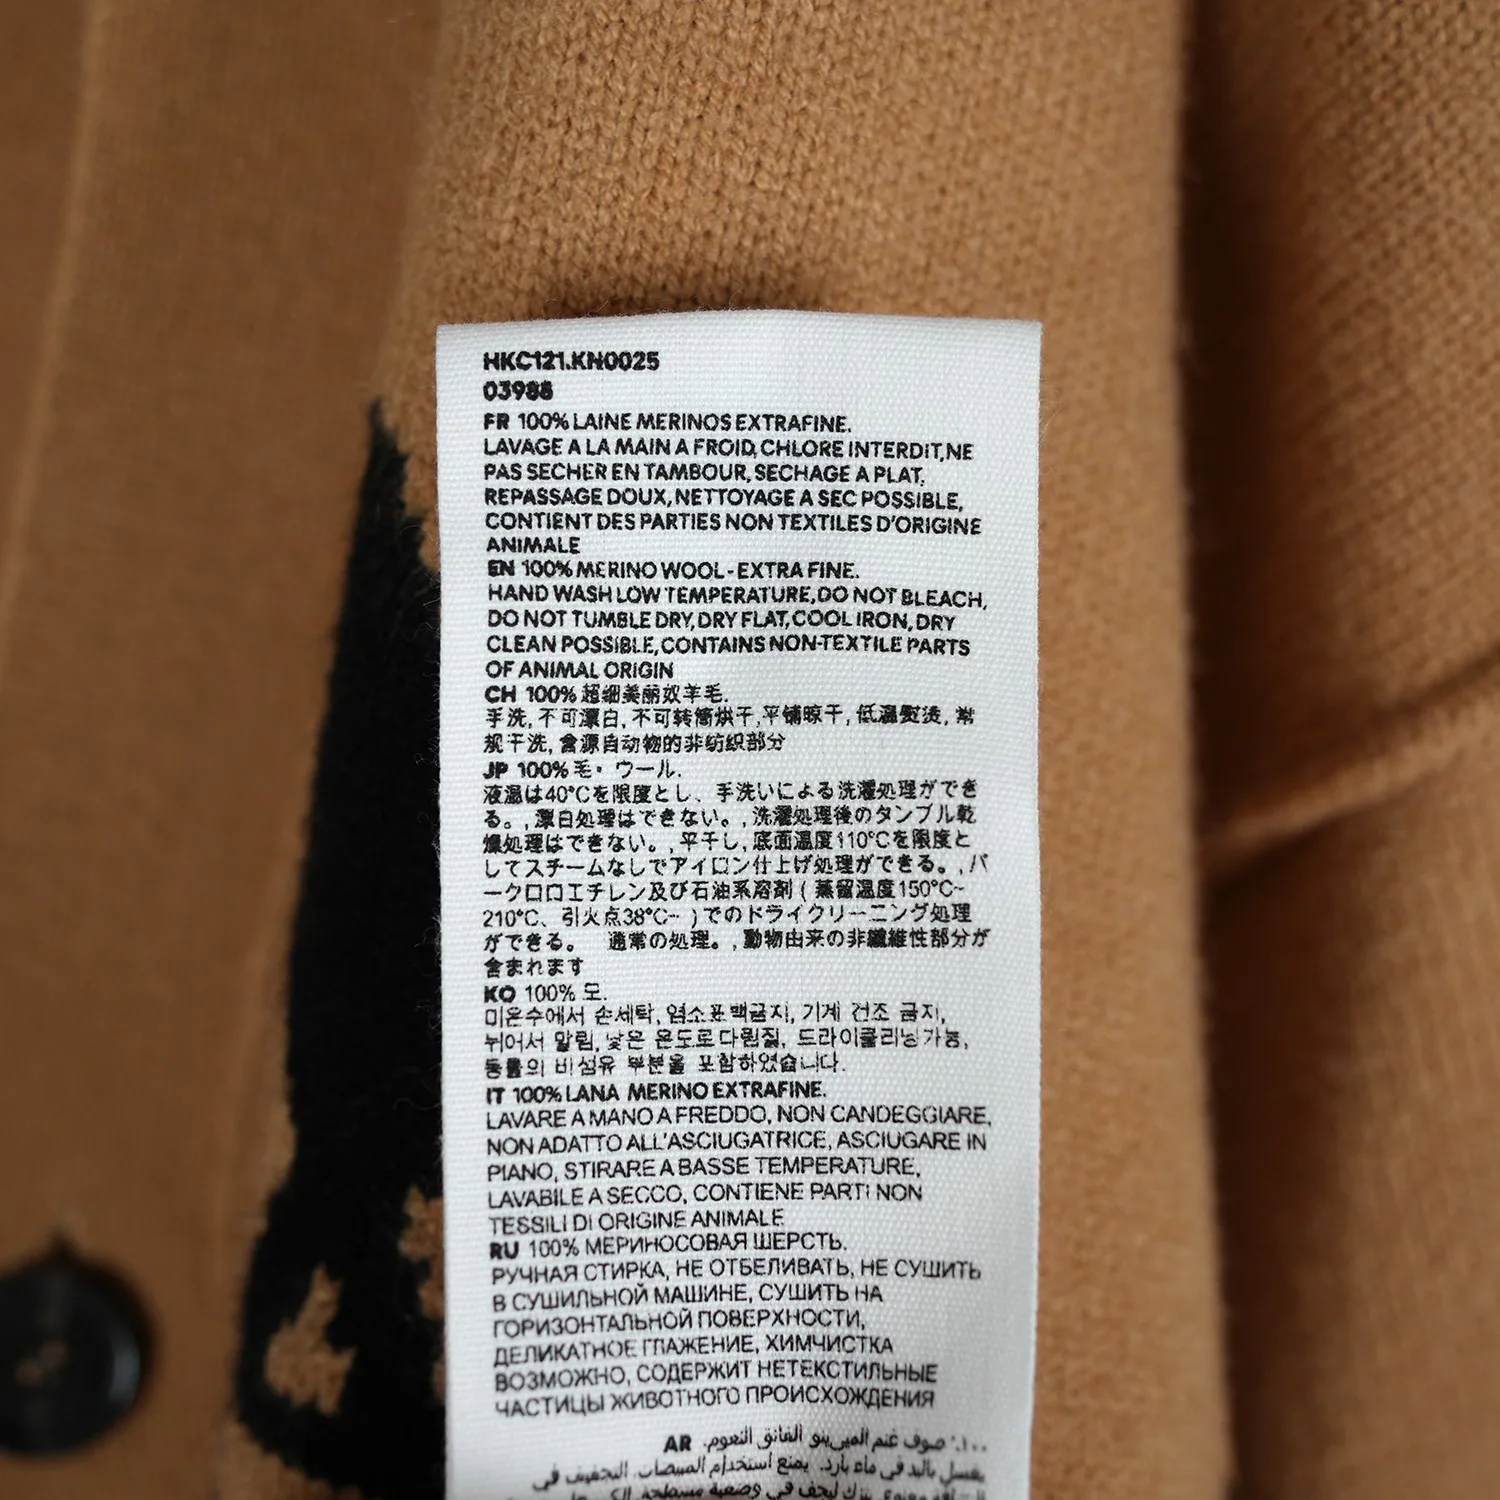 HKC121.KN0025
03988
FR 100% LAINE MERINOS EXTRAFINE.
LAVAGE A LA MAIN A FROID, CHLORE INTERDIT, NE
PAS SECHER EN TAMBOUR, SECHAGE A PLAT,
REPASSAGE DOUX, NETTOYAGE A SEC POSSIBLE,
CONTIENT DES PARTIES NON TEXTILES D'ORIGINE
ANIMALE
EN 100% MERINO WOOL - EXTRA FINE.
HAND WASH LOW TEMPERATURE, DO NOT BLEACH,
DO NOT TUMBLE DRY, DRY FLAT, COOL IRON, DRY
CLEAN POSSIBLE, CONTAINS NON-TEXTILE PARTS
OF ANIMAL ORIGIN
CH 100% 超细美丽奴羊毛.
手洗, 不可漂白, 不可转筒烘干, 平铺晾干, 低温熨烫, 常
规干洗, 含源自动物的非纺织部分
JP 100% 毛・ウール.
液温は40°Cを限度とし、手洗いによる洗濯処理ができ
る。, 漂白処理はできない。, 洗濯処理後のタンブル乾
燥処理はできない。, 平干し, 底面温度110°Cを限度と
してスチームなしでアイロン仕上げ処理ができる。, パ
ークロロエチレン及び石油系溶剤 ( 蒸留温度150°C~
210°C、引火点38°C~ ) でのドライクリーニング処理
ができる。 通常の処理。, 動物由来の非繊維性部分が
含まれます
KO 100% 모.
미온수에서 손세탁, 염소표백금지, 기계 건조 금지,
뉘어서 말림, 낮은 온도로 다림질, 드라이클리닝가능,
동물의 비섬유 부분을 포함하였습니다.
IT 100% LANA MERINO EXTRAFINE.
LAVARE A MANO A FREDDO, NON CANDEGGIARE,
NON ADATTO ALL'ASCIUGATRICE, ASCIUGARE IN
PIANO, STIRARE A BASSE TEMPERATURE,
LAVABILE A SECCO, CONTIENE PARTI NON
TESSILI DI ORIGINE ANIMALE
RU 100% МЕРИНОСОВАЯ ШЕРСТЬ.
РУЧНАЯ СТИРКА, НЕ ОТБЕЛИВАТЬ, НЕ СУШИТЬ
В СУШИЛЬНОЙ МАШИНЕ, СУШИТЬ НА
ГОРИЗОНТАЛЬНОЙ ПОВЕРХНОСТИ,
ДЕЛИКАТНОЕ ГЛАЖЕНИЕ, ХИМЧИСТКА
ВОЗМОЖНО, СОДЕРЖИТ НЕТЕКСТИЛЬНЫЕ
ЧАСТИЦЫ ЖИВОТНОГО ПРОИСХОЖДЕНИЯ
AR ١٠٠٪ صوف غنم الميرينو الفائق النعوم.
يغسل باليد في ماء بارد. يمنع استخدام المبيضات. التجفيف في
في وضعية مسطحة.